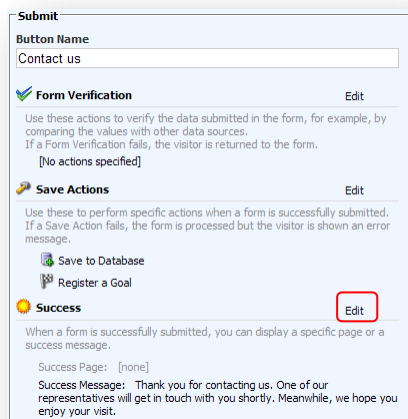 Submit
Button Name
Contact us
Form Verification Edit
Use these actions to verify the data submitted in the form, for example, by
comparing the values with other data sources.
If a Form Verification fails, the visitor is returned to the form.
[No actions specified]
Save Actions Edit
Use these to perform specific actions when a form is successfully submitted.
If a Save Action fails, the form is processed but the visitor is shown an error
message.
Save to Database
Register a Goal
Success Edit
When a form is successfully submitted, you can display a specific page or a
success message.
Success Page: [none]
Success Message: Thank you for contacting us. One of our
representatives will get in touch with you shortly. Meanwhile, we hope you
enjoy your visit.